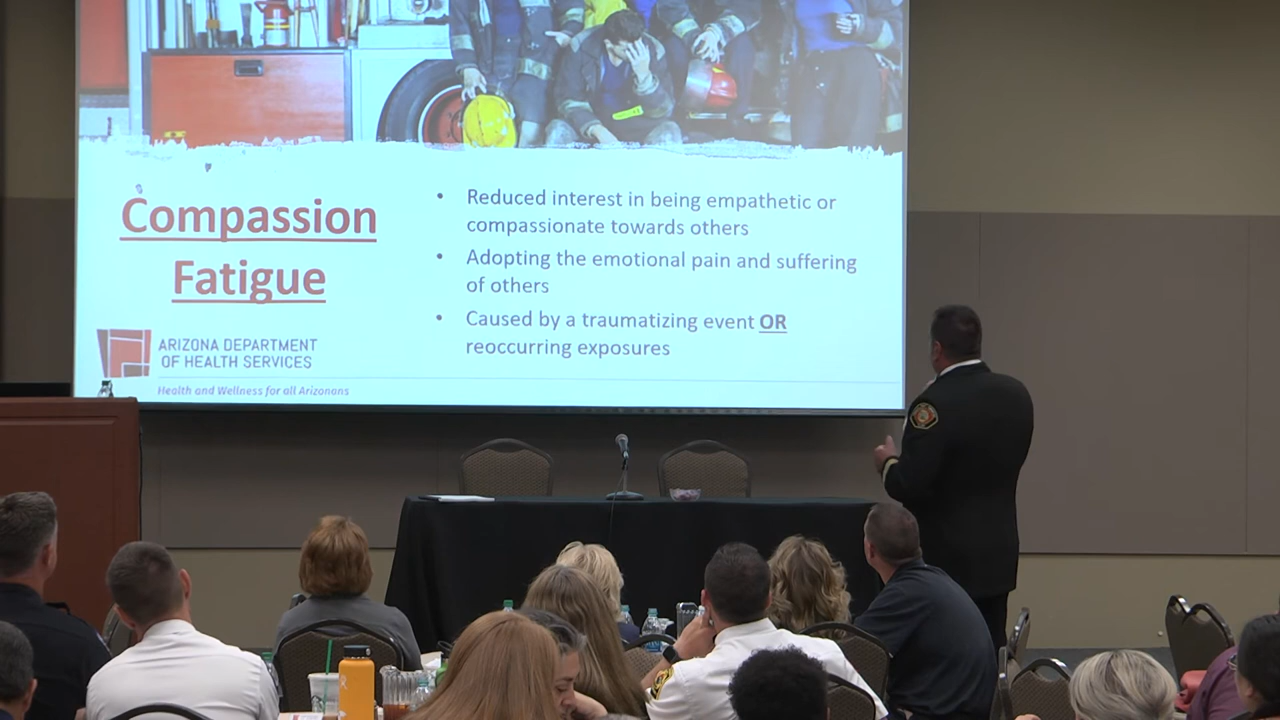 Compassion
Fatigue
• Reduced interest in being empathetic or
compassionate towards others
• Adopting the emotional pain and suffering
of others
• Caused by a traumatizing event OR
reoccurring exposures
ARIZONA DEPARTMENT
OF HEALTH SERVICES
Health and Wellness for all Arizonans